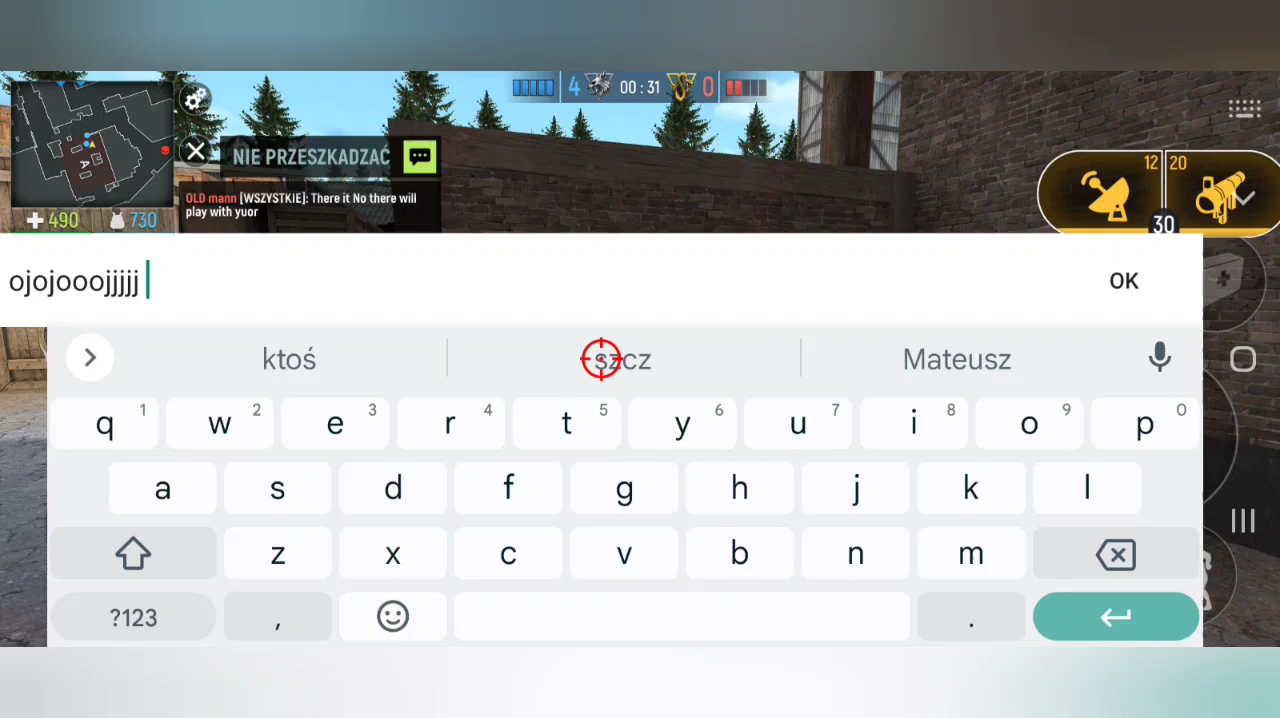 4 00 : 31 0
NIE PRZESZKADZAĆ
OLD mann [WSZYSTKIE]: There it No there will
play with yuor
A
490 730
12 20
30
ojojooojjjjj
OK
ktoś szcz Mateusz
q 1 w 2 e 3 r 4 t 5 y 6 u 7 i 8 o 9 p 0
a s d f g h j k l
z x c v b n m
?123 , .